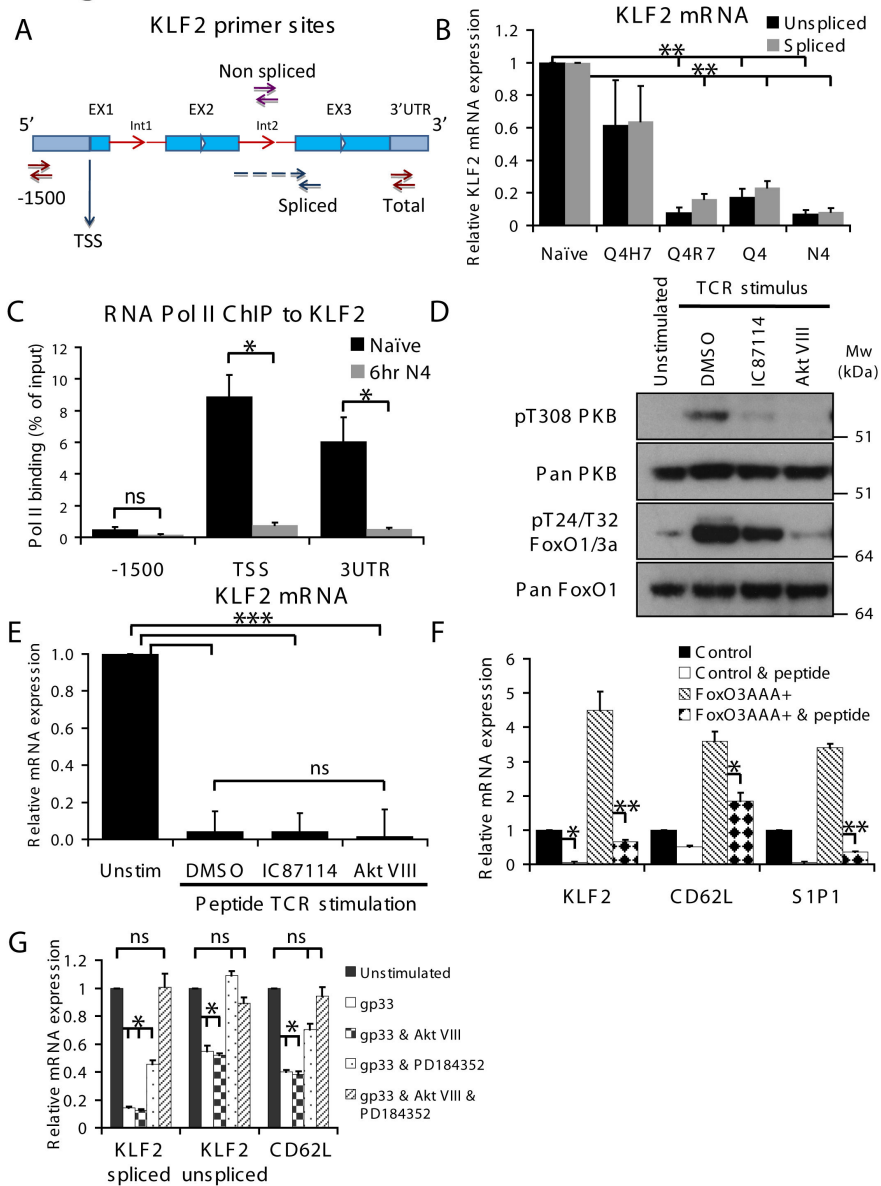 A
KLF2 primer sites
Non spliced
5’
EX1
Int1
EX2
Int2
EX3
3’UTR
3’
-1500
TSS
Spliced
Total
B
KLF2 mRNA
Relative KLF2 mRNA expression
1.2
1
0.8
0.6
0.4
0.2
0
Unspliced
Spliced
**
**
Naïve
Q4H7
Q4R7
Q4
N4
C
RNA Pol II ChIP to KLF2
Pol II binding (% of input)
12
10
8
6
4
2
0
Naïve
6hr N4
ns
*
*
-1500
TSS
3UTR
D
TCR stimulus
Unstimulated
DMSO
IC87114
Akt VIII
Mw
(kDa)
pT308 PKB
51
Pan PKB
51
pT24/T32
FoxO1/3a
64
Pan FoxO1
64
E
KLF2 mRNA
Relative mRNA expression
1.0
0.8
0.6
0.4
0.2
0.0
***
ns
Unstim
DMSO
IC87114
Akt VIII
Peptide TCR stimulation
F
Relative mRNA expression
6
5
4
3
2
1
0
Control
Control & peptide
FoxO3AAA+
FoxO3AAA+ & peptide
*
**
*
**
KLF2
CD62L
S1P1
G
Relative mRNA expression
1.2
1
0.8
0.6
0.4
0.2
0
ns
ns
ns
*
*
*
KLF2
spliced
KLF2
unspliced
CD62L
Unstimulated
gp33
gp33 & Akt VIII
gp33 & PD184352
gp33 & Akt VIII &
PD184352